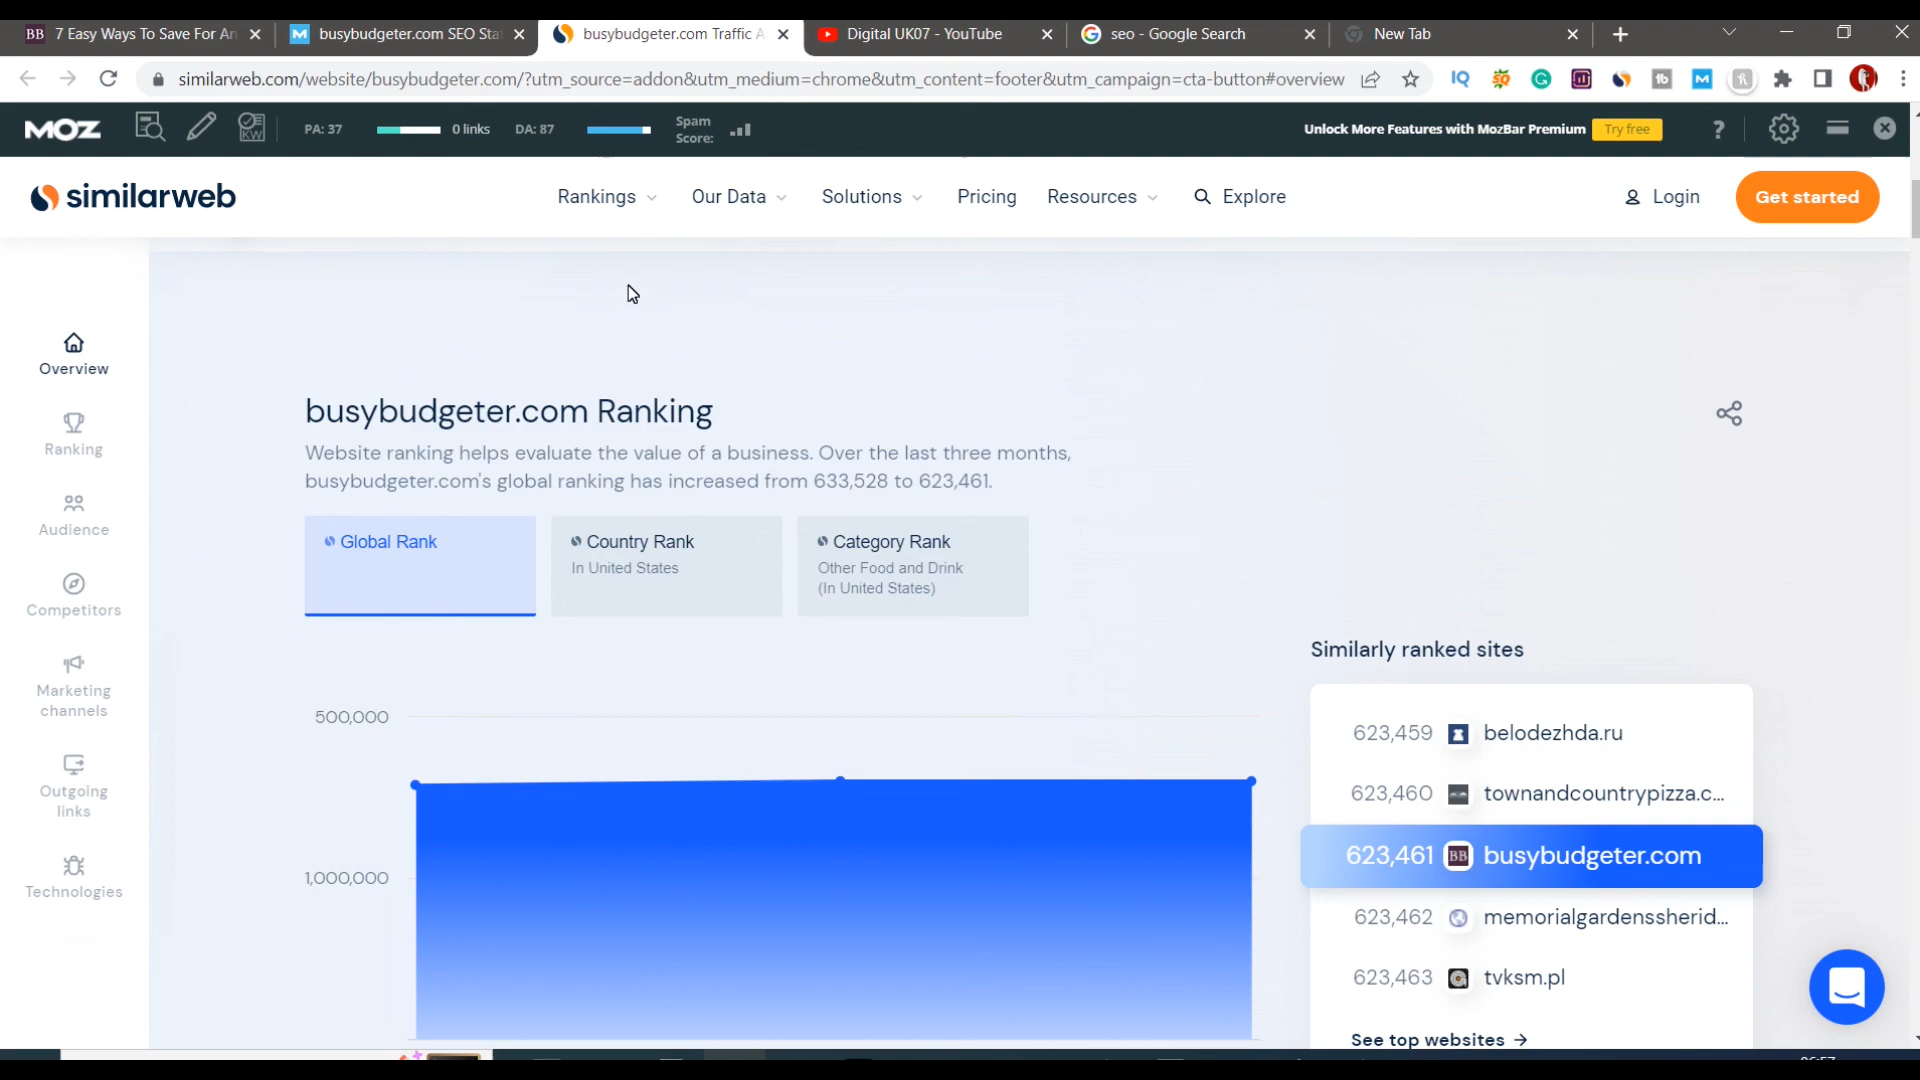 BB 7 Easy Ways To Save For An
M busybudgeter.com SEO Stat
busybudgeter.com Traffic A
Digital UK07 - YouTube
seo - Google Search
New Tab
similarweb.com/website/busybudgeter.com/?utm_source=addon&utm_medium=chrome&utm_content=footer&utm_campaign=cta-button#overview
MOZ
KW
PA: 37
0 links
DA: 87
Spam
Score:
Unlock More Features with MozBar Premium
Try free
?
similarweb
Rankings
Our Data
Solutions
Pricing
Resources
Explore
Login
Get started
Overview
Ranking
Audience
Competitors
Marketing
channels
Outgoing
links
Technologies
busybudgeter.com Ranking
Website ranking helps evaluate the value of a business. Over the last three months,
busybudgeter.com's global ranking has increased from 633,528 to 623,461.
Global Rank
Country Rank
In United States
Category Rank
Other Food and Drink
(In United States)
500,000
1,000,000
Similarly ranked sites
623,459 belodezhda.ru
623,460 townandcountrypizza.c...
623,461 BB busybudgeter.com
623,462 memorialgardenssherid...
623,463 tvksm.pl
See top websites →